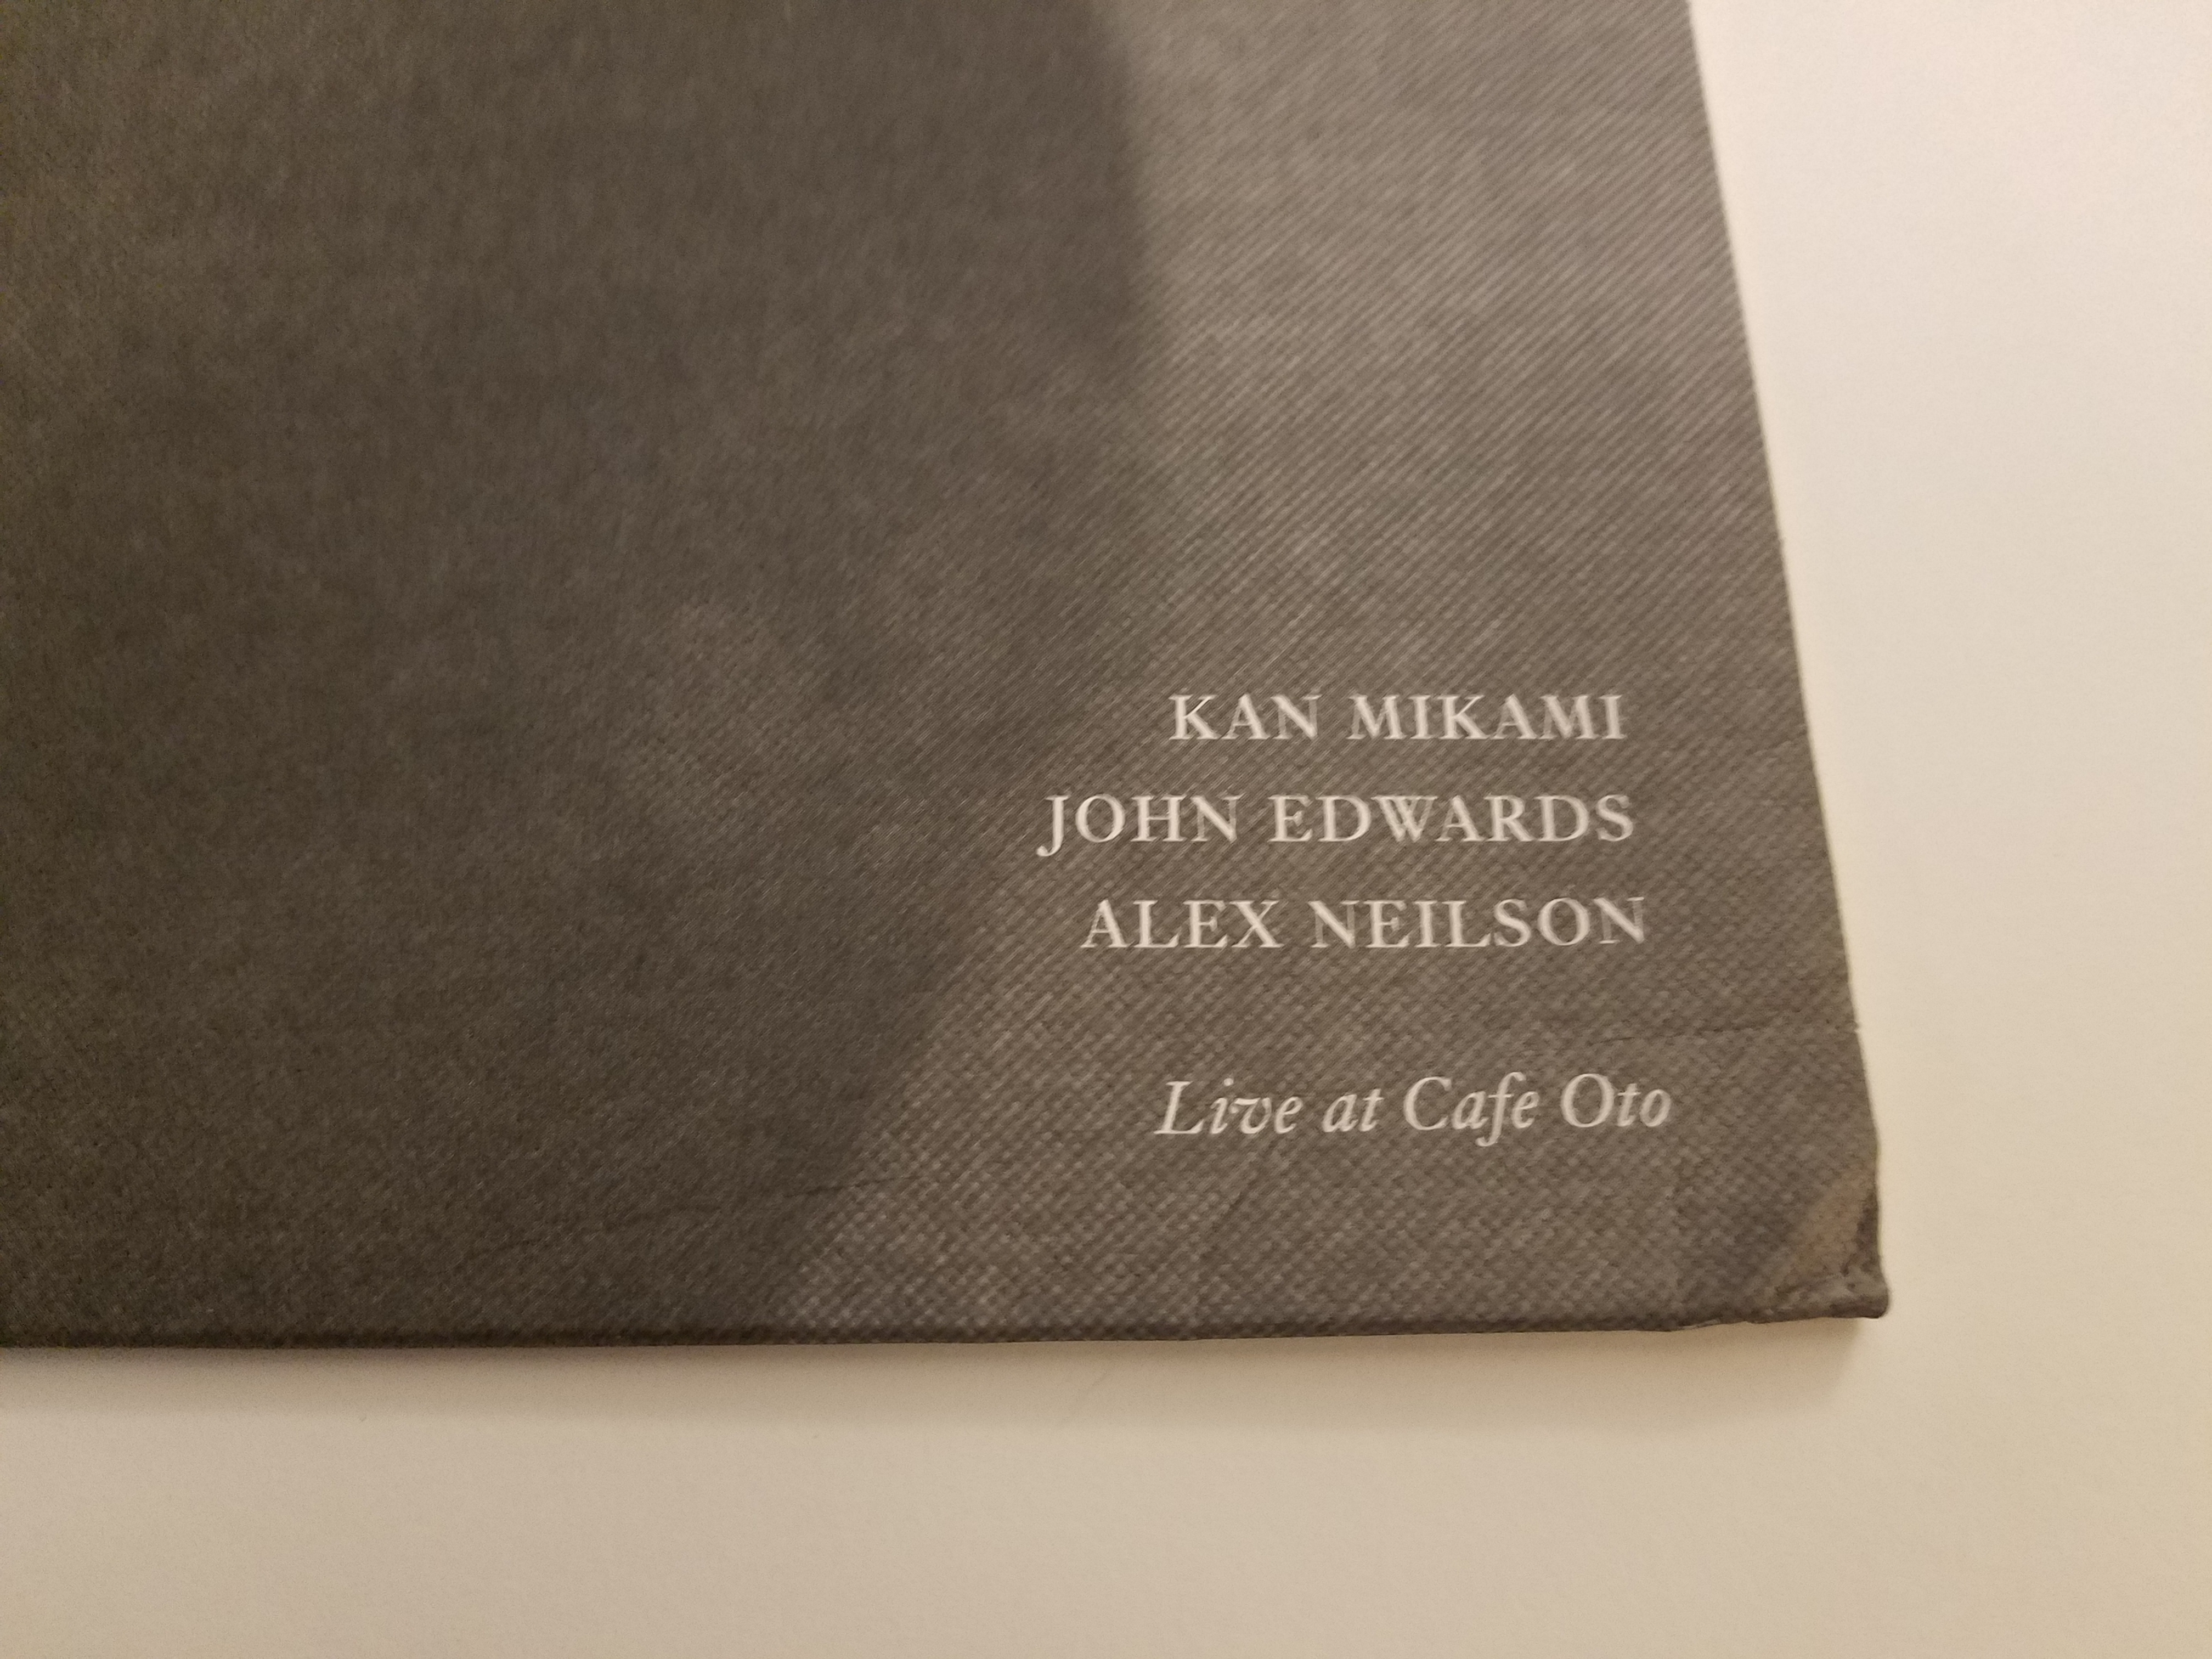 KAN MIKAMI
JOHN EDWARDS
ALEX NEILSON
Live at Cafe Oto